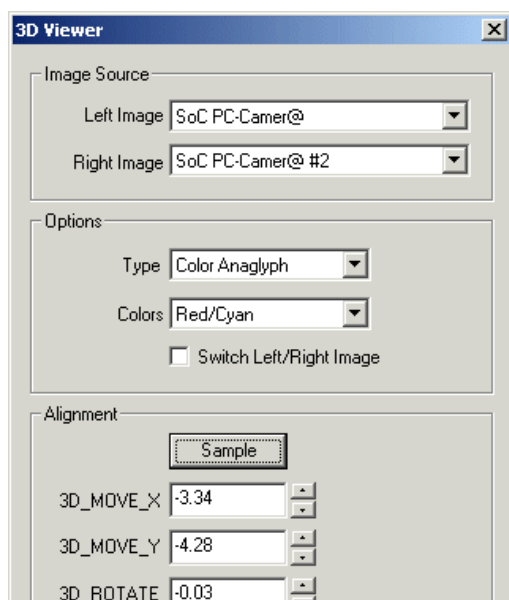 3D Viewer
Image Source
Left Image SoC PC-Camer@
Right Image SoC PC-Camer@ #2
Options
Type Color Anaglyph
Colors Red/Cyan
Switch Left/Right Image
Alignment
Sample
3D_MOVE_X -3.34
3D_MOVE_Y -4.28
3D_ROTATE -0.03